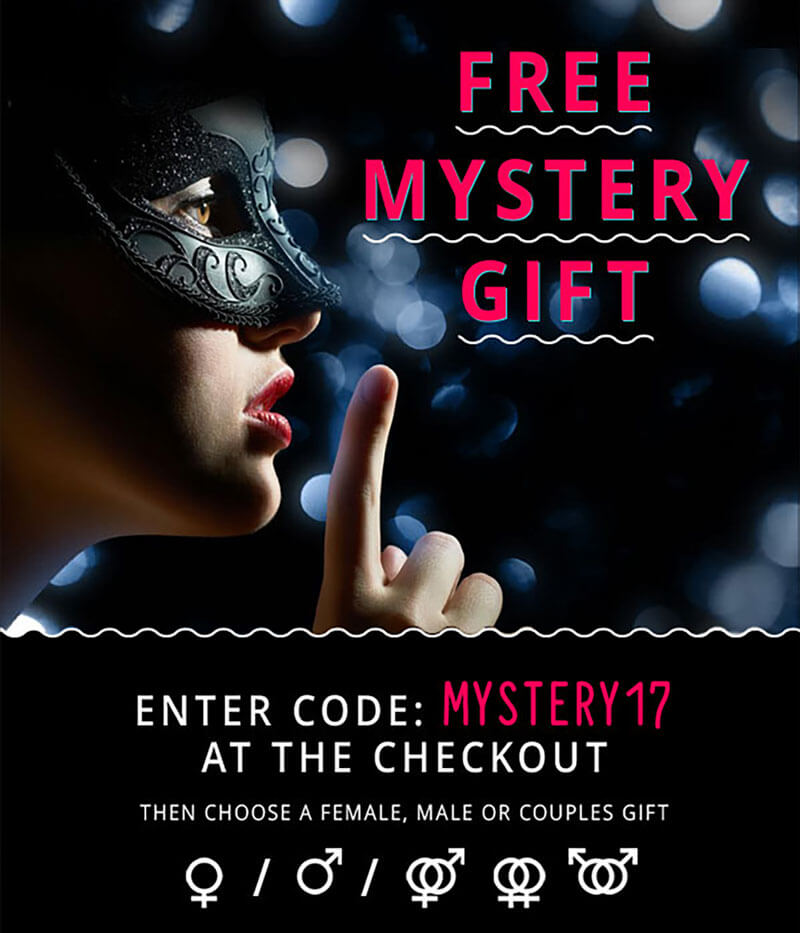 FREE
MYSTERY
GIFT
ENTER CODE: MYSTERY17
AT THE CHECKOUT
THEN CHOOSE A FEMALE, MALE OR COUPLES GIFT
♀ / ♂ / ⚤ ⚢ ⚣